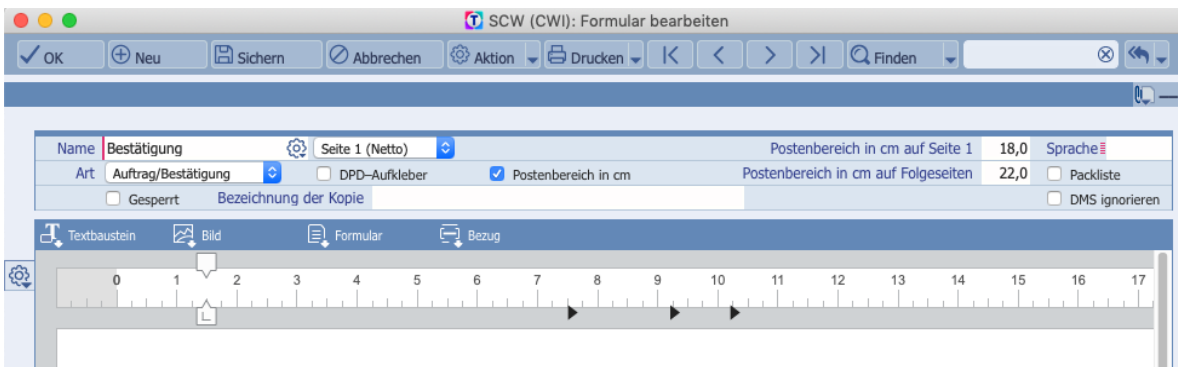 SCW (CWI): Formular bearbeiten
OK Neu Sichern Abbrechen Aktion Drucken Finden
Name Bestätigung Seite 1 (Netto) Postenbereich in cm auf Seite 1 18,0 Sprache
Art Auftrag/Bestätigung DPD-Aufkleber Postenbereich in cm Postenbereich in cm auf Folgeseiten 22,0 Packliste
Gesperrt Bezeichnung der Kopie DMS ignorieren
Textbaustein Bild Formular Bezug
0 1 2 3 4 5 6 7 8 9 10 11 12 13 14 15 16 17